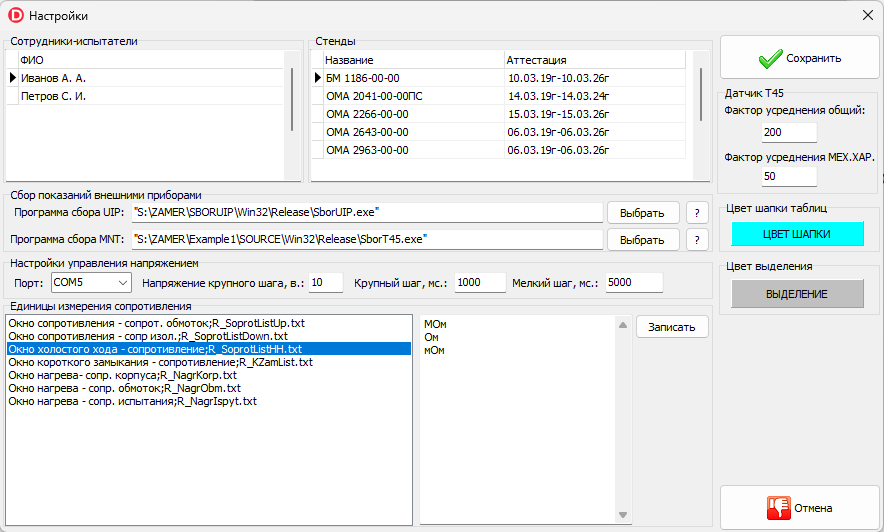 Настройки
Сотрудники-испытатели
ФИО
Иванов А. А.
Петров С. И.
Стенды
Название Аттестация
БМ 1186-00-00 10.03.19г-10.03.26г
ОМА 2041-00-00ПС 14.03.19г-14.03.24г
ОМА 2266-00-00 15.03.19г-15.03.26г
ОМА 2643-00-00 06.03.19г-06.03.26г
ОМА 2963-00-00 06.03.19г-06.03.26г
Сохранить
Датчик Т45
Фактор усреднения общий:
200
Фактор усреднения МЕХ.ХАР.
50
Сбор показаний внешними приборами
Программа сбора UIP: "S:\ZAMER\SBORUIP\Win32\Release\SborUIP.exe" Выбрать ?
Программа сбора MNT: "S:\ZAMER\Example1\SOURCE\Win32\Release\SborT45.exe" Выбрать ?
Цвет шапки таблиц
ЦВЕТ ШАПКИ
Настройки управления напряжением
Порт: COM5 Напряжение крупного шага, в.: 10 Крупный шаг, мс.: 1000 Мелкий шаг, мс.: 5000
Цвет выделения
ВЫДЕЛЕНИЕ
Единицы измерения сопротивления
Окно сопротивления - сопрот. обмоток;R_SoprotListUp.txt
Окно сопротивления - сопр изол.;R_SoprotListDown.txt
Окно холостого хода - сопротивление;R_SoprotListHH.txt
Окно короткого замыкания - сопротивление;R_KZamList.txt
Окно нагрева- сопр. корпуса;R_NagrKorp.txt
Окно нагрева - сопр. обмоток;R_NagrObm.txt
Окно нагрева - сопр. испытания;R_NagrIspyt.txt
МОм
Ом
мОм
Записать
Отмена